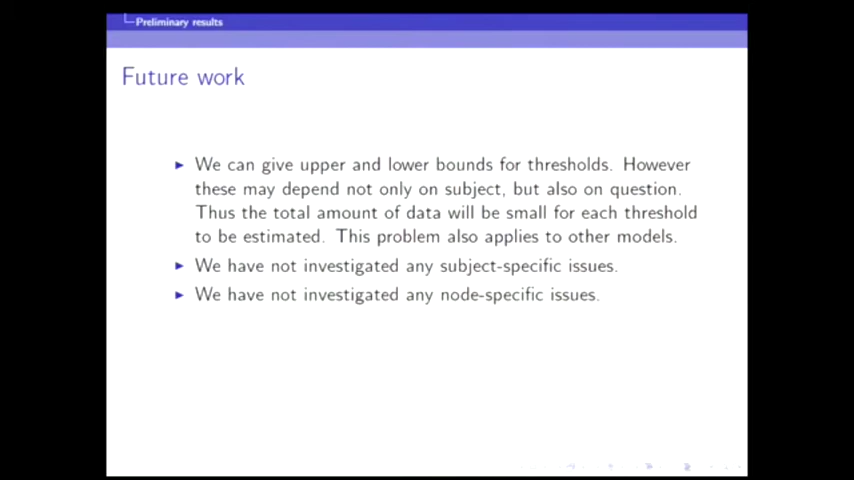 Preliminary results
Future work
We can give upper and lower bounds for thresholds. However
these may depend not only on subject, but also on question.
Thus the total amount of data will be small for each threshold
to be estimated. This problem also applies to other models.
We have not investigated any subject-specific issues.
We have not investigated any node-specific issues.